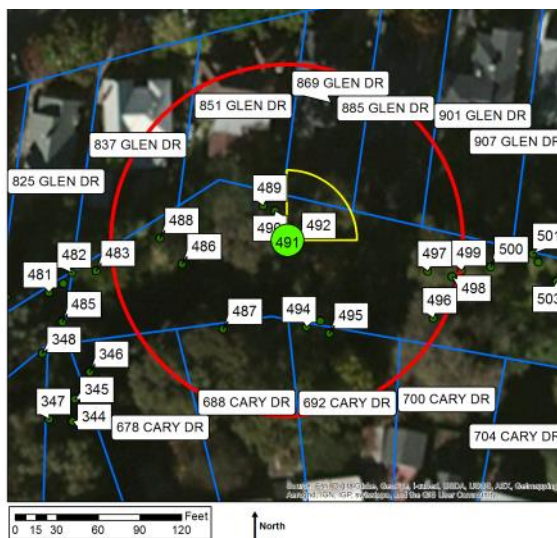 869 GLEN DR
851 GLEN DR
885 GLEN DR
901 GLEN DR
837 GLEN DR
907 GLEN DR
825 GLEN DR
489
490
492
491
488
486
482
483
481
485
497
499
500
501
498
503
496
487
494
495
348
346
345
347
344
688 CARY DR
692 CARY DR
700 CARY DR
678 CARY DR
704 CARY DR
Feet
0 15 30 60 90 120
North